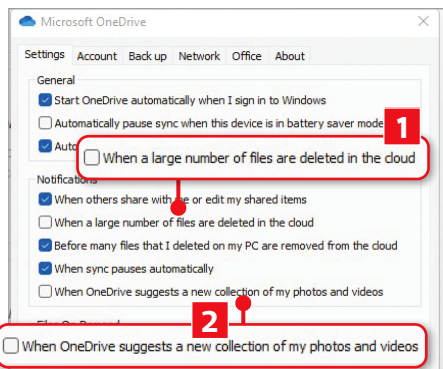 Microsoft OneDrive
Settings Account Back up Network Office About
General
Start OneDrive automatically when I sign in to Windows
Automatically pause sync when this device is in battery saver mode
1
Auto
When a large number of files are deleted in the cloud
Notifications
When others share with me or edit my shared items
When a large number of files are deleted in the cloud
Before many files that I deleted on my PC are removed from the cloud
When sync pauses automatically
When OneDrive suggests a new collection of my photos and videos
2
When OneDrive suggests a new collection of my photos and videos